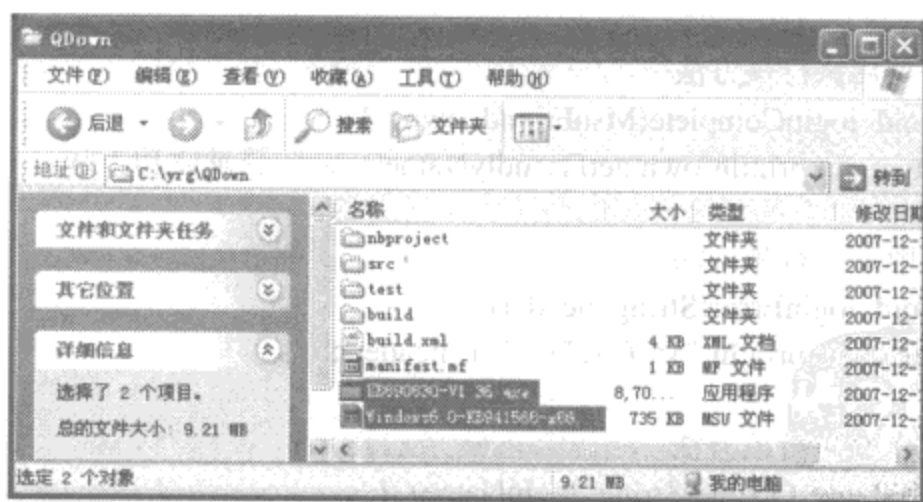 QDown
文件(F) 编辑(E) 查看(V) 收藏(A) 工具(T) 帮助(H)
后退 搜索 文件夹
地址(D) C:\yrg\QDown 转到
文件和文件夹任务
其它位置
详细信息
选择了 2 个项目。
总的文件大小: 9.21 MB
名称 大小 类型 修改日期
nbproject 文件夹 2007-12-
src 文件夹 2007-12-
test 文件夹 2007-12-
build 文件夹 2007-12-
build.xml 4 KB XML 文档 2007-12-
manifest.mf 1 KB MF 文件 2007-12-
8,70... 应用程序 2007-12-
735 KB MSU 文件 2007-12-
选定 2 个对象 9.21 MB 我的电脑